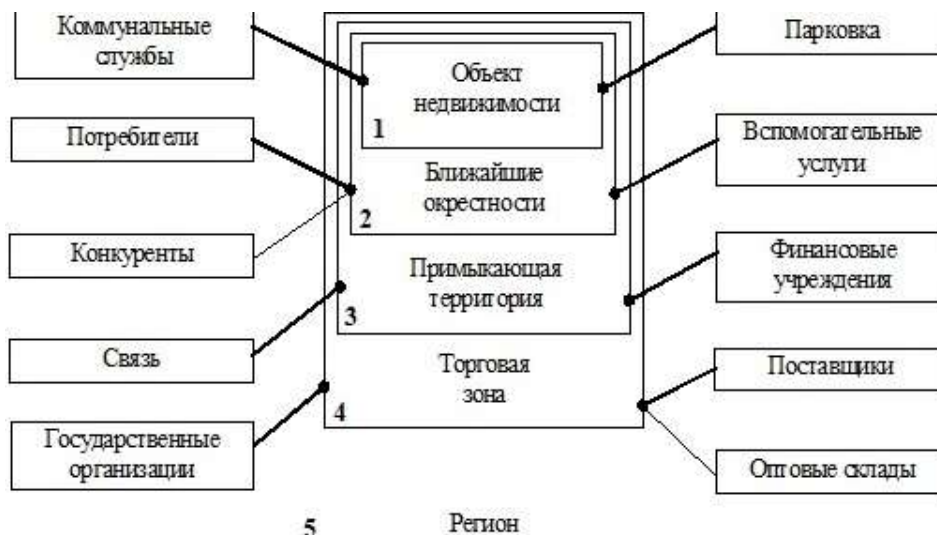 Коммунальные
службы
Парковка
Объект
недвижимости
1
Потребители
Вспомогательные
услуги
Ближайшие
окрестности
2
Конкуренты
Финансовые
учреждения
Примыкающая
территория
3
Связь
Торговая
зона
Поставщики
4
Государственные
организации
Оптовые склады
5 Регион